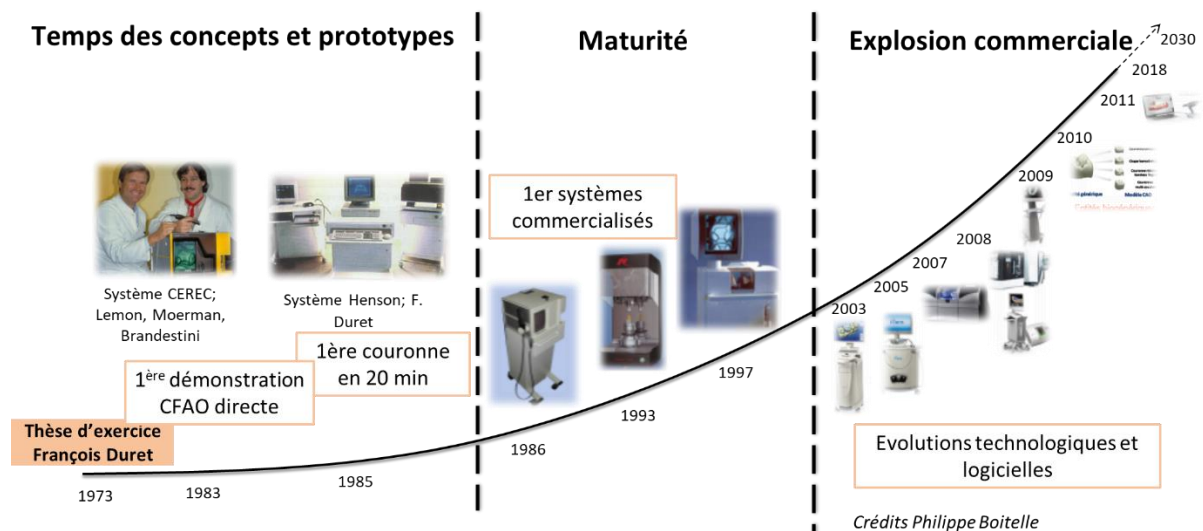 Temps des concepts et prototypes
Maturité
Explosion commerciale
2030
2018
2011
2010
2009
2008
2007
2005
2003
1997
1993
1986
1985
1983
1973
1er systèmes
commercialisés
Système CEREC;
Lemon, Moerman,
Brandestini
Système Henson; F.
Duret
1ère couronne
en 20 min
1ère démonstration
CFAO directe
Thèse d'exercice
François Duret
Evolutions technologiques et
logicielles
Crédits Philippe Boitelle